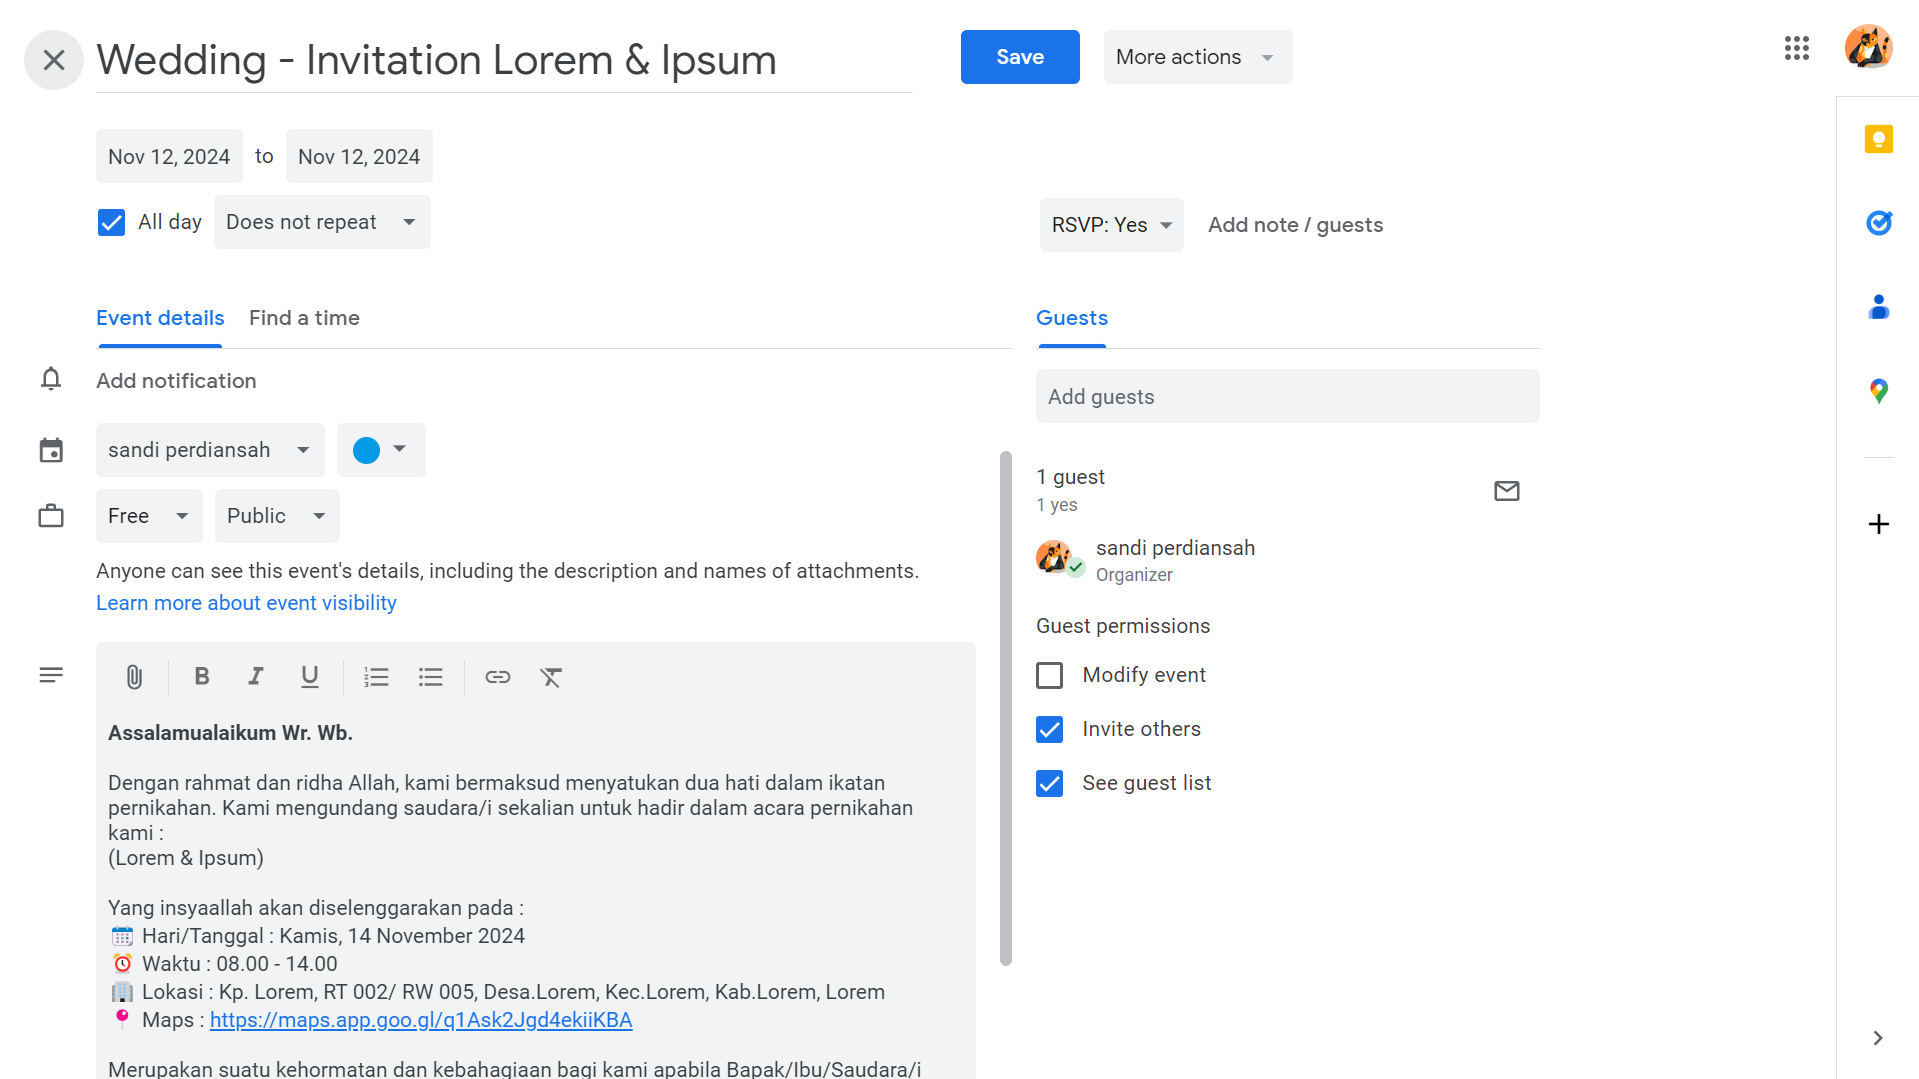 Wedding - Invitation Lorem & Ipsum
Save
More actions
Nov 12, 2024 to Nov 12, 2024
All day
Does not repeat
RSVP: Yes
Add note / guests
Event details
Find a time
Guests
Add notification
Add guests
sandi perdiansah
1 guest
1 yes
Free
Public
sandi perdiansah
Organizer
Anyone can see this event's details, including the description and names of attachments.
Learn more about event visibility
Guest permissions
Modify event
Invite others
See guest list
Assalamualaikum Wr. Wb.
Dengan rahmat dan ridha Allah, kami bermaksud menyatukan dua hati dalam ikatan
pernikahan. Kami mengundang saudara/i sekalian untuk hadir dalam acara pernikahan
kami :
(Lorem & Ipsum)
Yang insyaallah akan diselenggarakan pada :
📅 Hari/Tanggal : Kamis, 14 November 2024
⏰ Waktu : 08.00 - 14.00
🏢 Lokasi : Kp. Lorem, RT 002/ RW 005, Desa.Lorem, Kec.Lorem, Kab.Lorem, Lorem
📍 Maps : https://maps.app.goo.gl/q1Ask2Jgd4ekiiKBA
Merupakan suatu kehormatan dan kebahagiaan bagi kami apabila Bapak/Ibu/Saudara/i